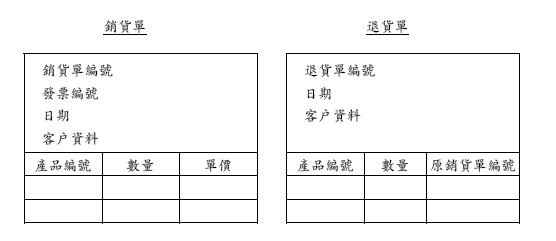 銷貨單
銷貨單編號
發票編號
日期
客户資料
產品編號 數量 單價
退貨單
退貨單編號
日期
客户資料
產品編號 數量 原銷貨單編號